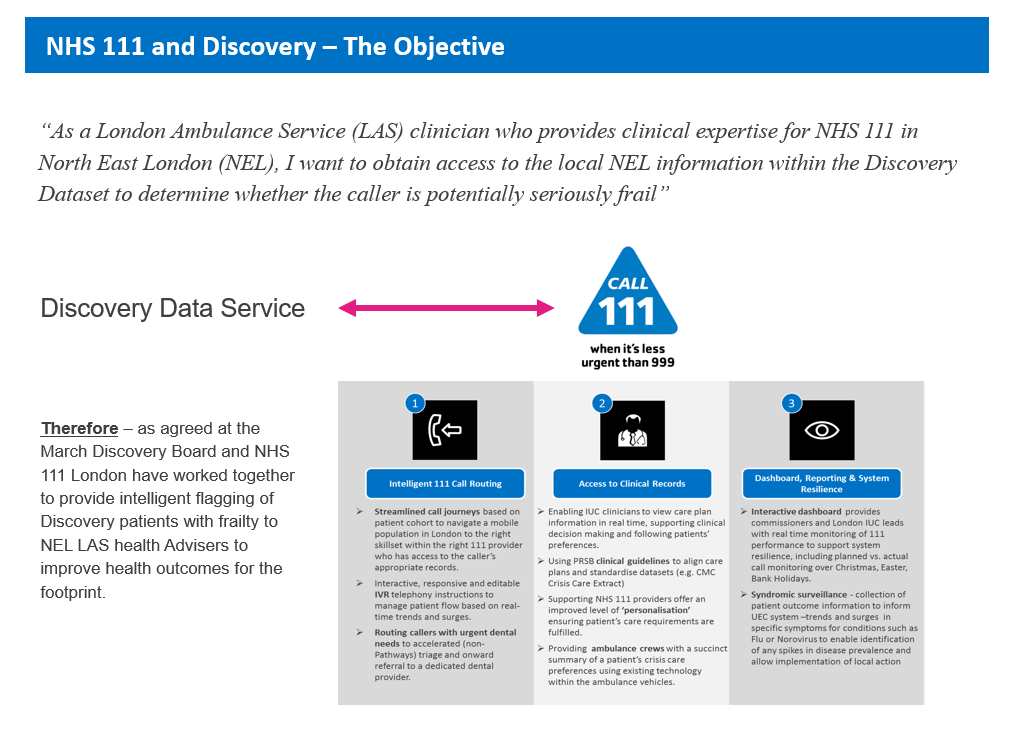 NHS 111 and Discovery – The Objective
“As a London Ambulance Service (LAS) clinician who provides clinical expertise for NHS 111 in
North East London (NEL), I want to obtain access to the local NEL information within the Discovery
Dataset to determine whether the caller is potentially seriously frail”
Discovery Data Service
CALL
111
when it's less
urgent than 999
Therefore – as agreed at the
March Discovery Board and NHS
111 London have worked together
to provide intelligent flagging of
Discovery patients with frailty to
NEL LAS health Advisers to
improve health outcomes for the
footprint.
1
Intelligent 111 Call Routing
➢ Streamlined call journeys based on
patient cohort to navigate a mobile
population in London to the right
skillset within the right 111 provider
who has access to the caller's
appropriate records.
➢ Interactive, responsive and editable
IVR telephony instructions to
manage patient flow based on real-
time trends and surges.
➢ Routing callers with urgent dental
needs to accelerated (non-
Pathways) triage and onward
referral to a dedicated dental
provider.
2
Access to Clinical Records
➢ Enabling IUC clinicians to view care plan
information in real time, supporting clinical
decision making and following patients'
preferences.
➢ Using PRSB clinical guidelines to align care
plans and standardise datasets (e.g. CMC
Crisis Care Extract)
➢ Supporting NHS 111 providers offer an
improved level of ‘personalisation’
ensuring patient's care requirements are
fulfilled.
➢ Providing ambulance crews with a succinct
summary of a patient's crisis care
preferences using existing technology
within the ambulance vehicles.
3
Dashboard, Reporting & System
Resilience
➢ Interactive dashboard provides
commissioners and London IUC leads
with real time monitoring of 111
performance to support system
resilience, including planned vs. actual
call monitoring over Christmas, Easter,
Bank Holidays.
➢ Syndromic surveillance - collection of
patient outcome information to inform
UEC system –trends and surges in
specific symptoms for conditions such as
Flu or Norovirus to enable identification
of any spikes in disease prevalence and
allow implementation of local action